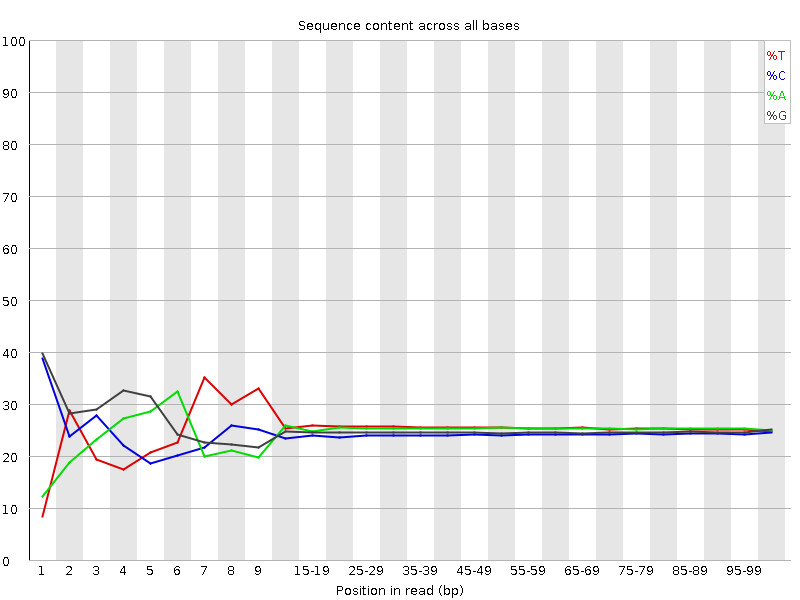 Sequence content across all bases
%T
%C
%A
%G
100
90
80
70
60
50
40
30
20
10
0
1 2 3 4 5 6 7 8 9 15-19 25-29 35-39 45-49 55-59 65-69 75-79 85-89 95-99
Position in read (bp)